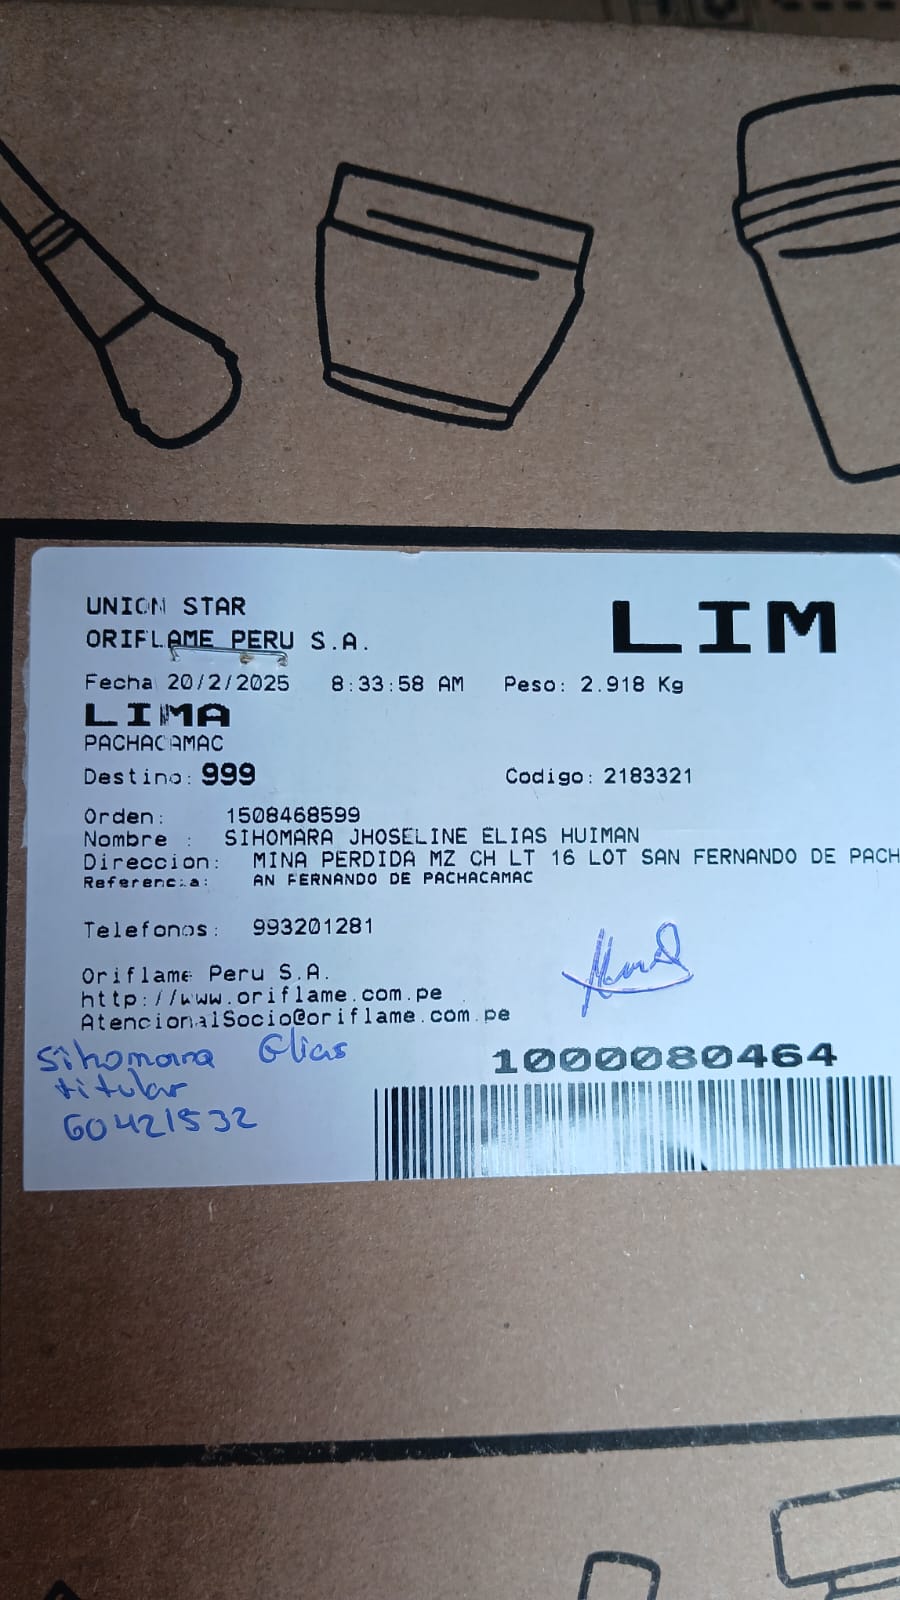 UNION STAR
LIM
ORIFLAME PERU S.A.
Fecha 20/2/2025 8:33:58 AM Peso: 2.918 Kg
LIMA
PACHACAMAC
Destino: 999 Codigo: 2183321
Orden: 1508468599
Nombre : SIHOMARA JHOSELINE ELIAS HUIMAN
Direccion: MINA PERDIDA MZ CH LT 16 LOT SAN FERNANDO DE PACH
Referencia: AN FERNANDO DE PACHACAMAC
Telefonos: 993201281
Oriflame Peru S.A.
http://www.oriflame.com.pe
AtencionalSocio@oriflame.com.pe
Sihomara Elias
titular
60421532
1000080464